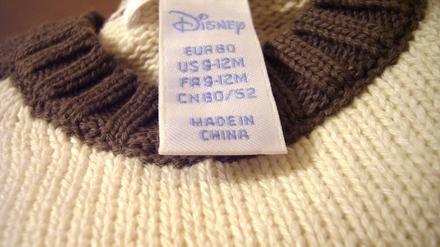 Disney
EUR 80
US 9-12M
FR 9-12M
CN 80/52
MADE IN
CHINA